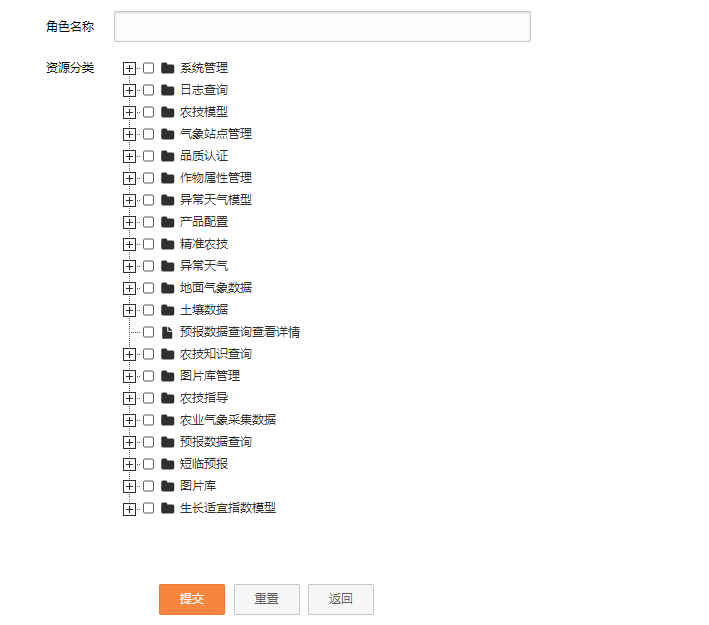 角色名称
资源分类
系统管理
日志查询
农技模型
气象站点管理
品质认证
作物属性管理
异常天气模型
产品配置
精准农技
异常天气
地面气象数据
土壤数据
预报数据查询查看详情
农技知识查询
图片库管理
农技指导
农业气象采集数据
预报数据查询
短临预报
图片库
生长适宜指数模型
提交 重置 返回